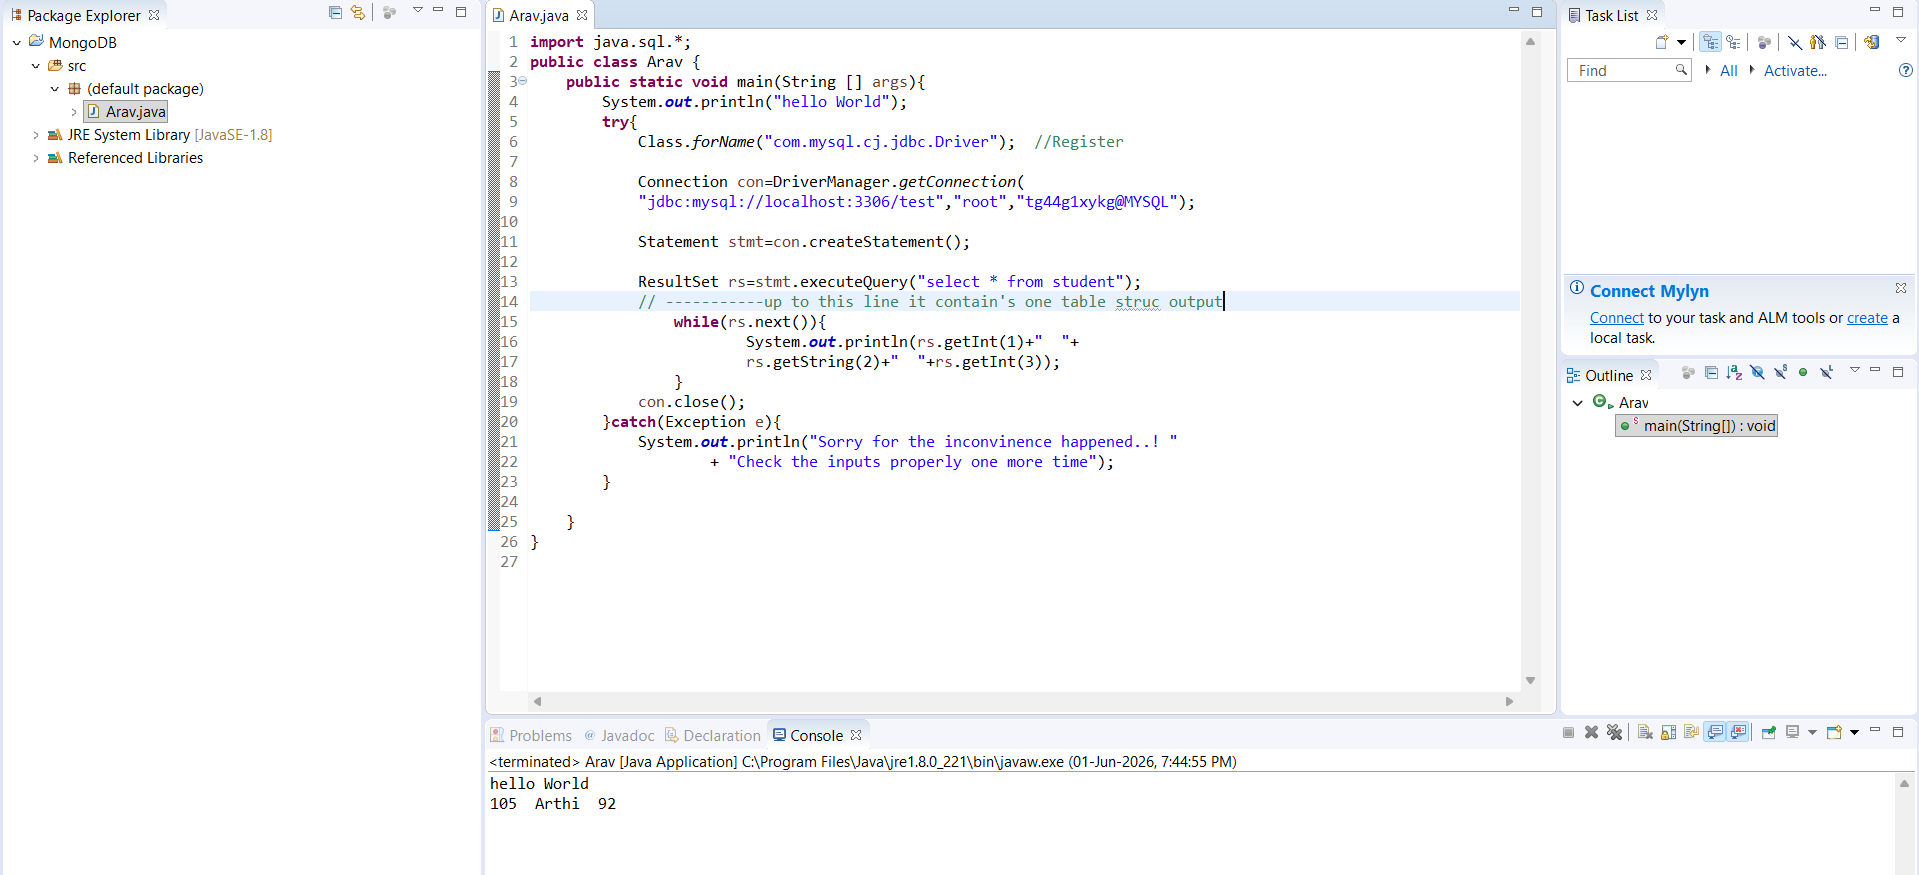 Package Explorer
MongoDB
src
(default package)
Arav.java
JRE System Library [JavaSE-1.8]
Referenced Libraries
Arav.java
1 import java.sql.*;
2 public class Arav {
3 public static void main(String [] args){
4 System.out.println("hello World");
5 try{
6 Class.forName("com.mysql.cj.jdbc.Driver");  //Register
7
8 Connection con=DriverManager.getConnection(
9 "jdbc:mysql://localhost:3306/test","root","tg44g1xykg@MYSQL");
10
11 Statement stmt=con.createStatement();
12
13 ResultSet rs=stmt.executeQuery("select * from student");
14 // -----------up to this line it contain's one table struc output
15 while(rs.next()){
16 System.out.println(rs.getInt(1)+"  "+
17 rs.getString(2)+"  "+rs.getInt(3));
18 }
19 con.close();
20 }catch(Exception e){
21 System.out.println("Sorry for the inconvinence happened..! "
22 + "Check the inputs properly one more time");
23 }
24
25 }
26 }
27
Task List
Find
All
Activate...
Connect Mylyn
Connect to your task and ALM tools or create a
local task.
Outline
Arav
main(String[]) : void
Problems
Javadoc
Declaration
Console
<terminated> Arav [Java Application] C:\Program Files\Java\jre1.8.0_221\bin\javaw.exe (01-Jun-2026, 7:44:55 PM)
hello World
105  Arthi  92